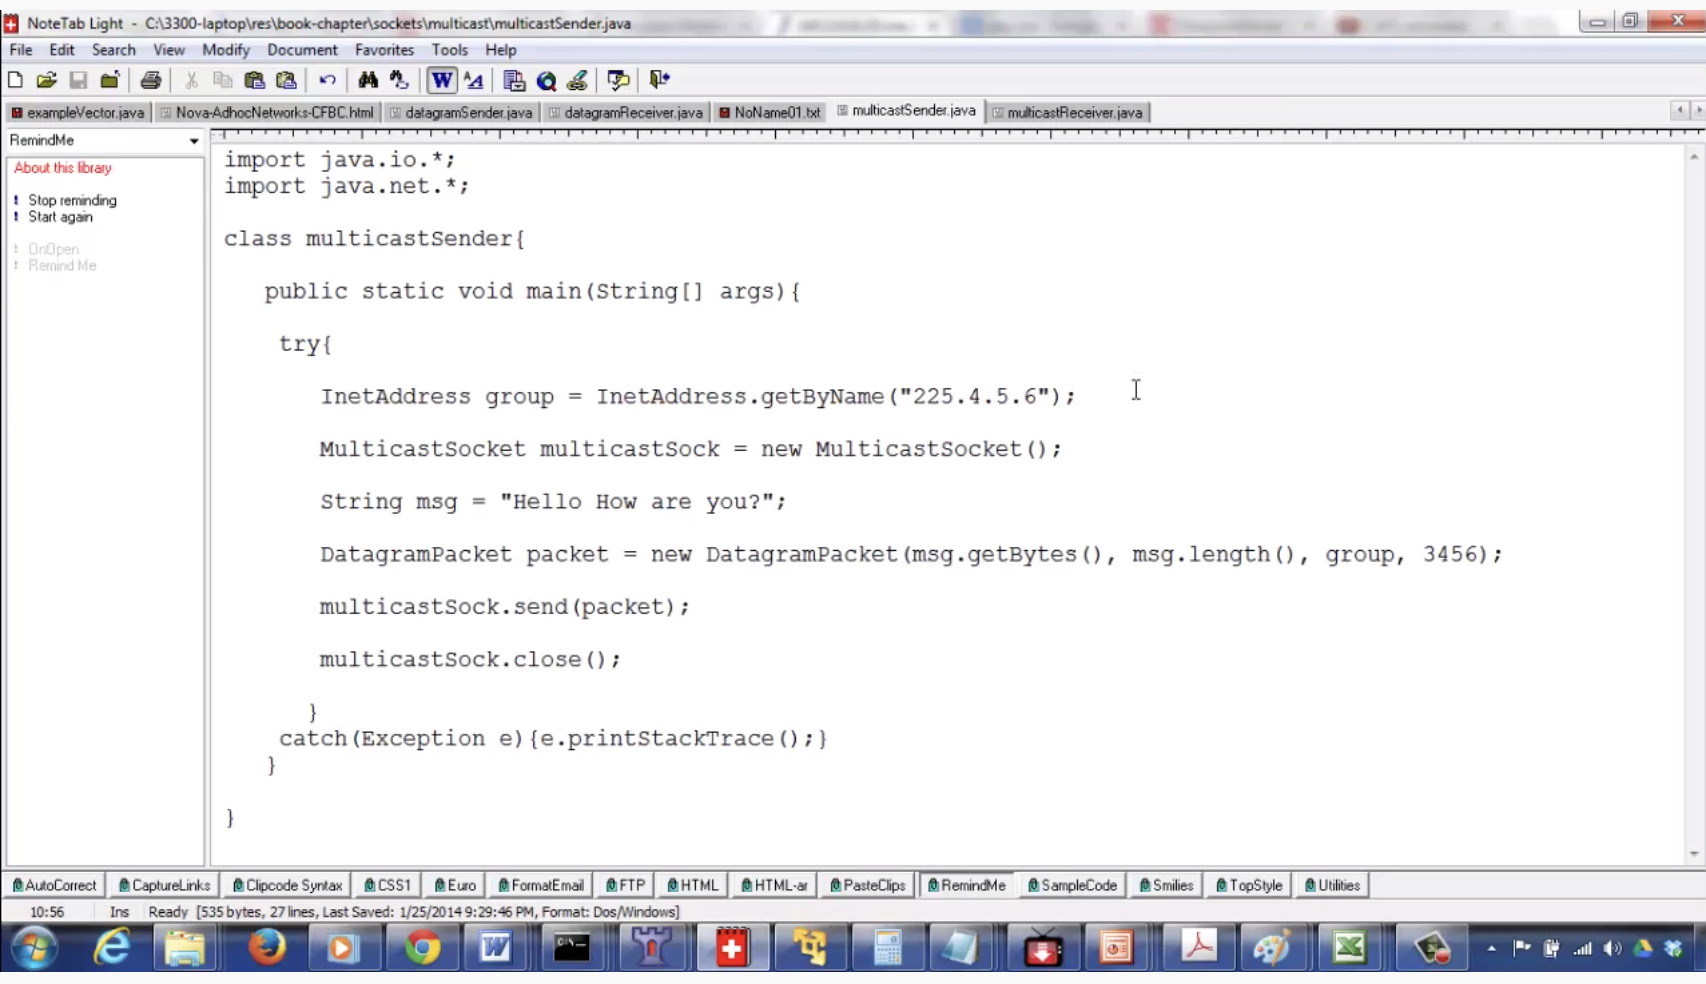 NoteTab Light - C:\3300-laptop\res\book-chapter\sockets\multicast\multicastSender.java
File Edit Search View Modify Document Favorites Tools Help
exampleVector.java Nova-AdhocNetworks-CFBC.html datagramSender.java datagramReceiver.java NoName01.txt multicastSender.java multicastReceiver.java
RemindMe
About this library
! Stop reminding
! Start again
! OnOpen
! Remind Me
import java.io.*;
import java.net.*;
class multicastSender{
public static void main(String[] args){
try{
InetAddress group = InetAddress.getByName("225.4.5.6");
MulticastSocket multicastSock = new MulticastSocket();
String msg = "Hello How are you?";
DatagramPacket packet = new DatagramPacket(msg.getBytes(), msg.length(), group, 3456);
multicastSock.send(packet);
multicastSock.close();
}
catch(Exception e){e.printStackTrace();}
}
}
AutoCorrect CaptureLinks Clipcode Syntax CSS1 Euro FormatEmail FTP HTML HTML-ar PasteClips RemindMe SampleCode Smilies TopStyle Utilities
10:56 Ins Ready [535 bytes, 27 lines, Last Saved: 1/25/2014 9:29:46 PM, Format: Dos/Windows]